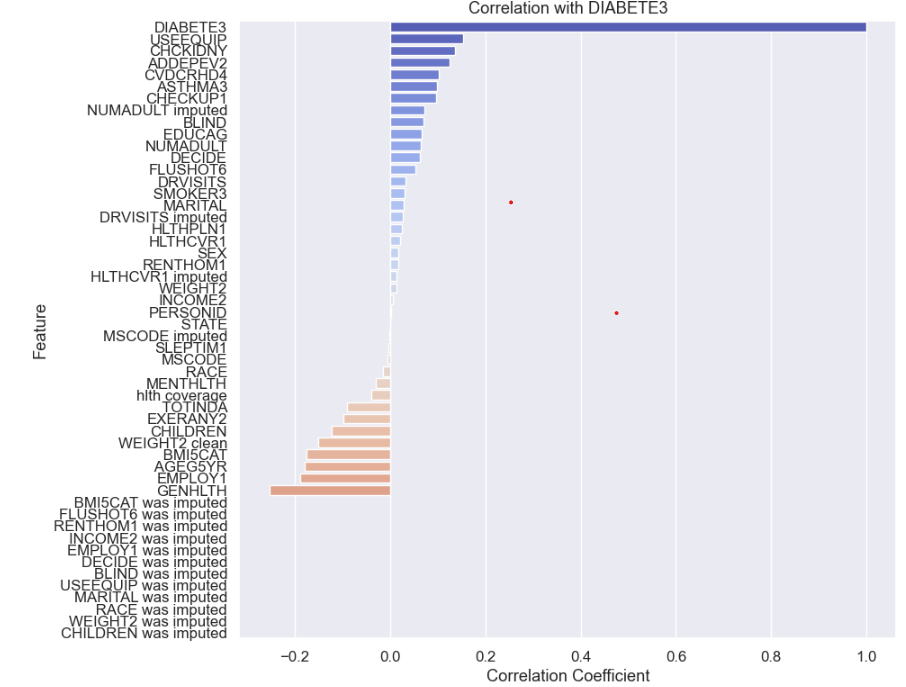 Correlation with DIABETE3
DIABETE3
USEEQUIP
CHCKIDNY
ADDEPEV2
CVDCRHD4
ASTHMA3
CHECKUP1
NUMADULT imputed
BLIND
EDUCAG
NUMADULT
DECIDE
FLUSHOT6
DRVISITS
SMOKER3
MARITAL
DRVISITS imputed
HLTHPLN1
HLTHCVR1
SEX
RENTHOM1
HLTHCVR1 imputed
WEIGHT2
INCOME2
PERSONID
STATE
MSCODE imputed
SLEPTIM1
MSCODE
RACE
MENTHLTH
hlth coverage
TOTINDA
EXERANY2
CHILDREN
WEIGHT2 clean
BMI5CAT
AGEG5YR
EMPLOY1
GENHLTH
BMI5CAT was imputed
FLUSHOT6 was imputed
RENTHOM1 was imputed
INCOME2 was imputed
EMPLOY1 was imputed
DECIDE was imputed
BLIND was imputed
USEEQUIP was imputed
MARITAL was imputed
RACE was imputed
WEIGHT2 was imputed
CHILDREN was imputed
Feature
−0.2 0.0 0.2 0.4 0.6 0.8 1.0
Correlation Coefficient